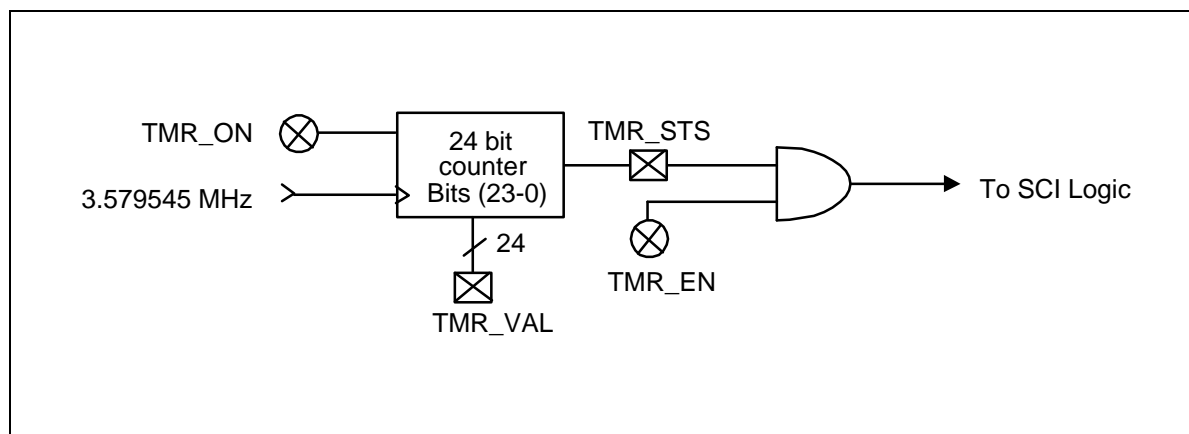 TMR_ON
3.579545 MHz
24 bit
counter
Bits (23-0)
24
TMR_VAL
TMR_STS
TMR_EN
To SCI Logic